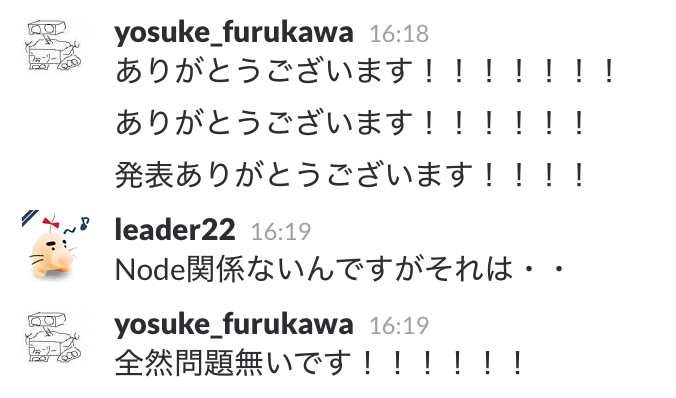 yosuke_furukawa 16:18
ありがとうございます！！！！！！！
ありがとうございます！！！！！！
発表ありがとうございます！！！！
leader22 16:19
Node関係ないんですがそれは・・
yosuke_furukawa 16:19
全然問題無いです！！！！！！